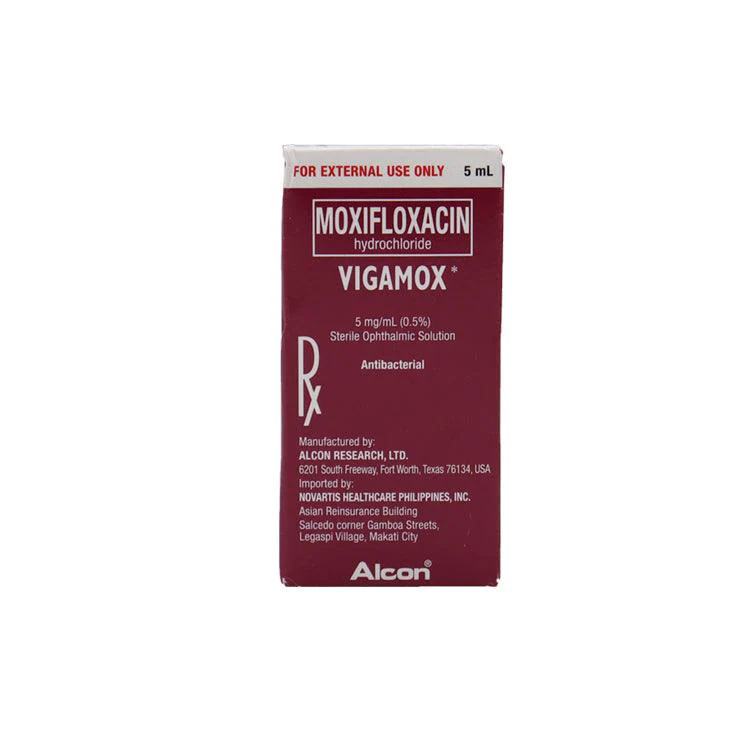 FOR EXTERNAL USE ONLY 5 mL
MOXIFLOXACIN
hydrochloride
VIGAMOX*
5 mg/mL (0.5%)
Sterile Ophthalmic Solution
Antibacterial
Rx
Manufactured by:
ALCON RESEARCH, LTD.
6201 South Freeway, Fort Worth, Texas 76134, USA
Imported by:
NOVARTIS HEALTHCARE PHILIPPINES, INC.
Asian Reinsurance Building
Salcedo corner Gamboa Streets,
Legaspi Village, Makati City
Alcon®